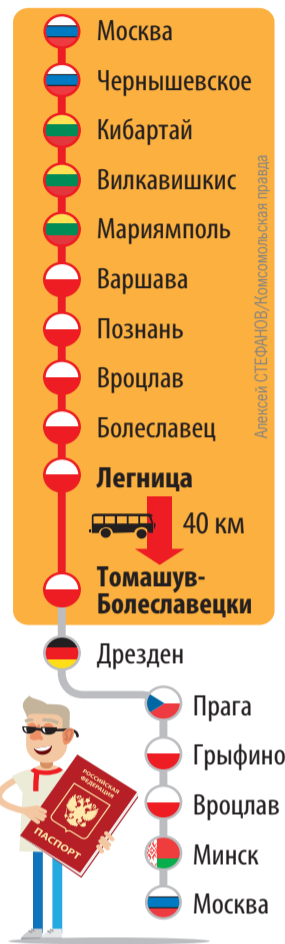 Москва
Чернышевское
Кибартай
Вилкавишкис
Мариямполь
Варшава
Познань
Вроцлав
Болеславец
Легница
40 км
Томашув-
Болеславецки
Алексей СТЕФАНОВ/Комсомольская правда
Дрезден
Прага
Грыфино
Вроцлав
Минск
Москва
РОССИЙСКАЯ
ФЕДЕРАЦИЯ
ПАСПОРТ